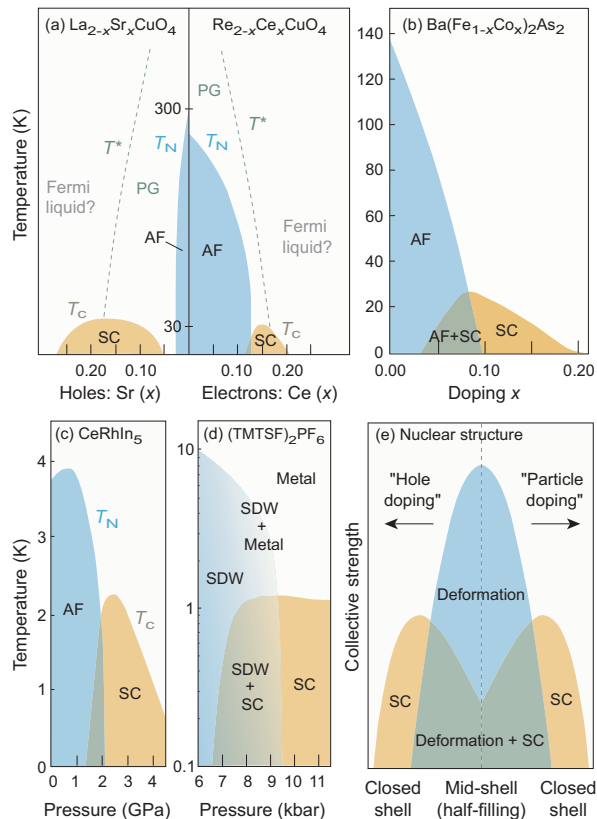 (a) La2-xSrxCuO4
Re2-xCexCuO4
PG
300
T*
TN
TN
T*
Fermi
liquid?
PG
Fermi
liquid?
AF
AF
Tc
30
Tc
SC
SC
0.20
0.10
0.10
0.20
Holes: Sr (x)
Electrons: Ce (x)
Temperature (K)
(b) Ba(Fe1-xCox)2As2
140
120
100
80
60
40
20
0
AF
AF+SC
SC
0.00
0.10
0.20
Doping x
(c) CeRhIn5
4
3
2
1
0
Temperature (K)
TN
AF
Tc
SC
0
1
2
3
4
Pressure (GPa)
(d) (TMTSF)2PF6
10
1
0.1
Metal
SDW
+
Metal
SDW
SDW
+
SC
SC
6
7
8
9
10
11
Pressure (kbar)
(e) Nuclear structure
"Hole
doping"
"Particle
doping"
Collective strength
Deformation
SC
SC
Deformation + SC
Closed
shell
Mid-shell
(half-filling)
Closed
shell